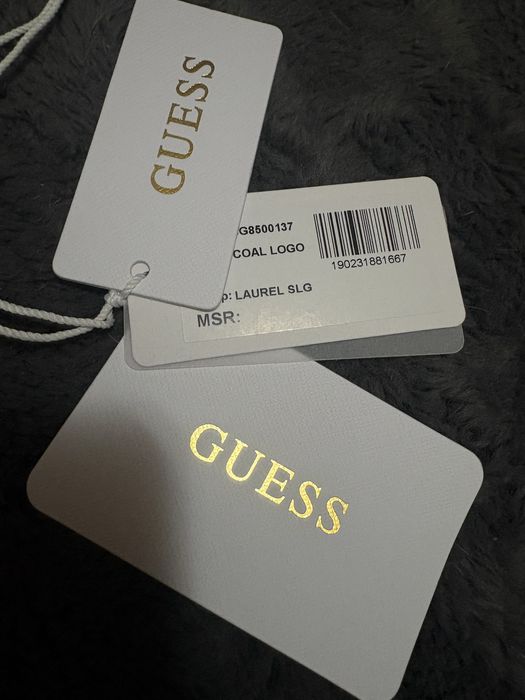 GUESS
G8500137
COAL LOGO
190231881667
p: LAUREL SLG
MSR:
GUESS